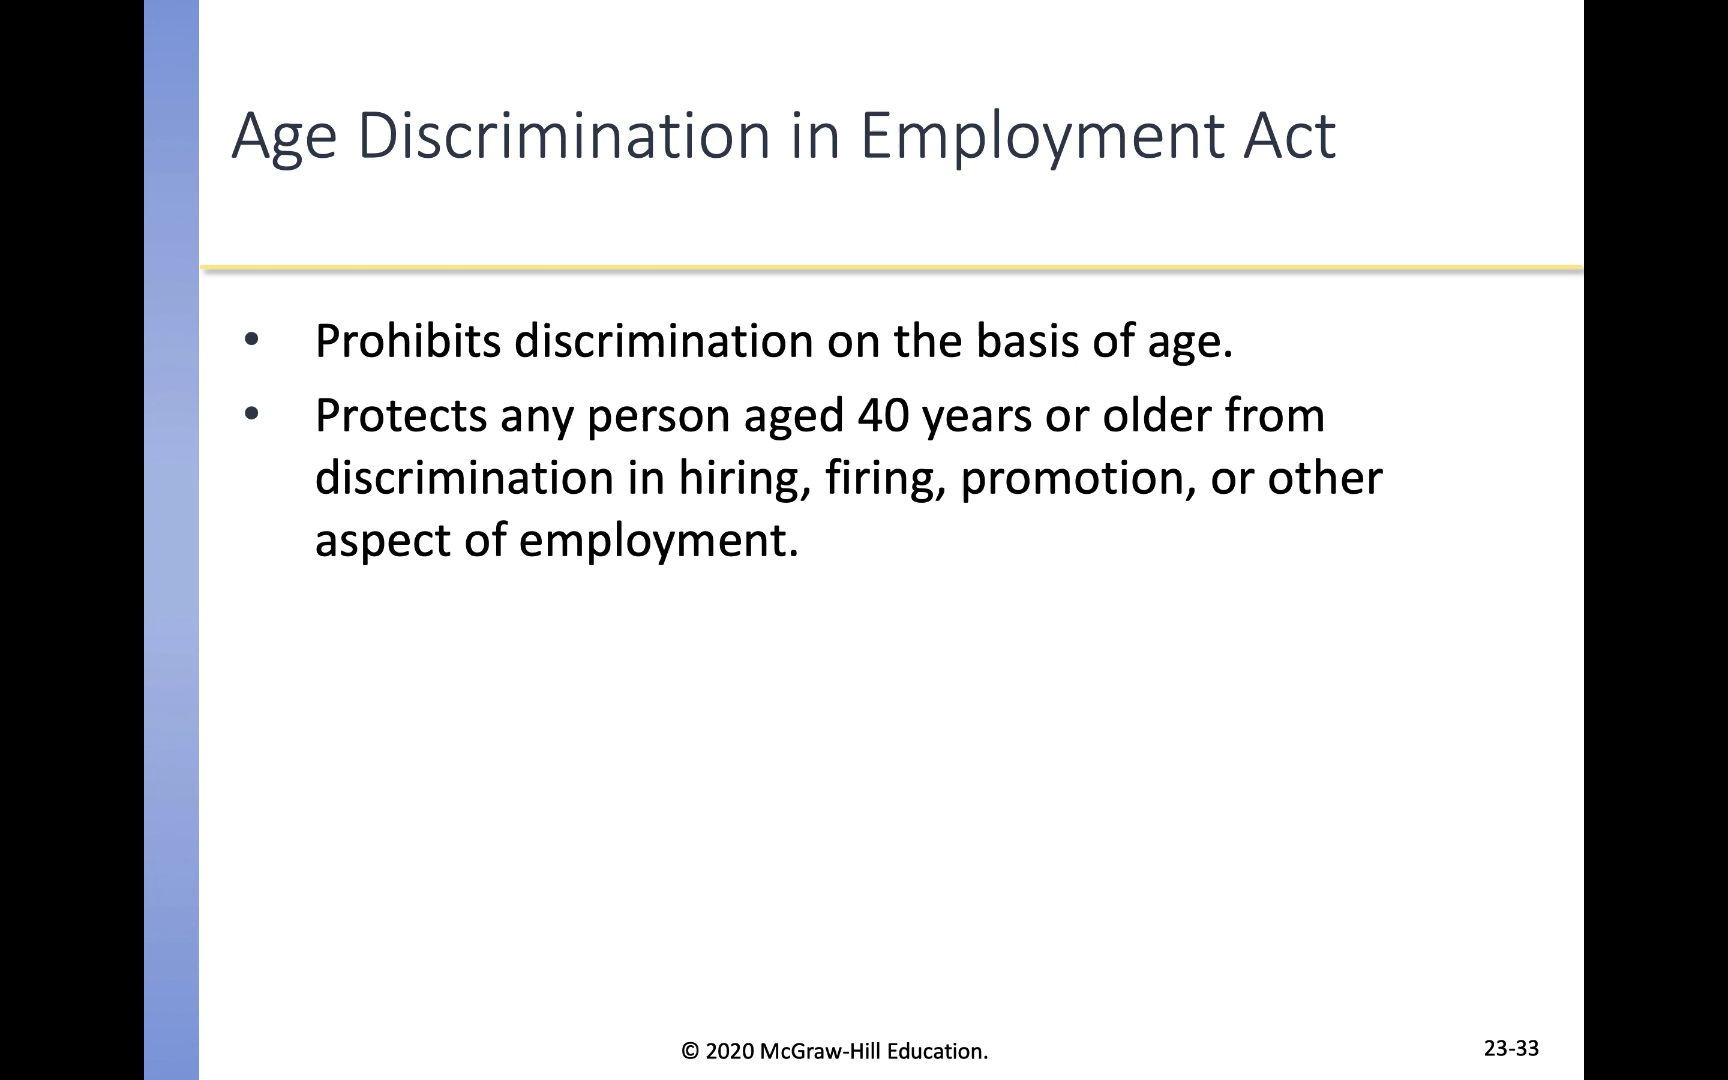 Age Discrimination in Employment Act
• Prohibits discrimination on the basis of age.
• Protects any person aged 40 years or older from
discrimination in hiring, firing, promotion, or other
aspect of employment.
© 2020 McGraw-Hill Education.
23-33